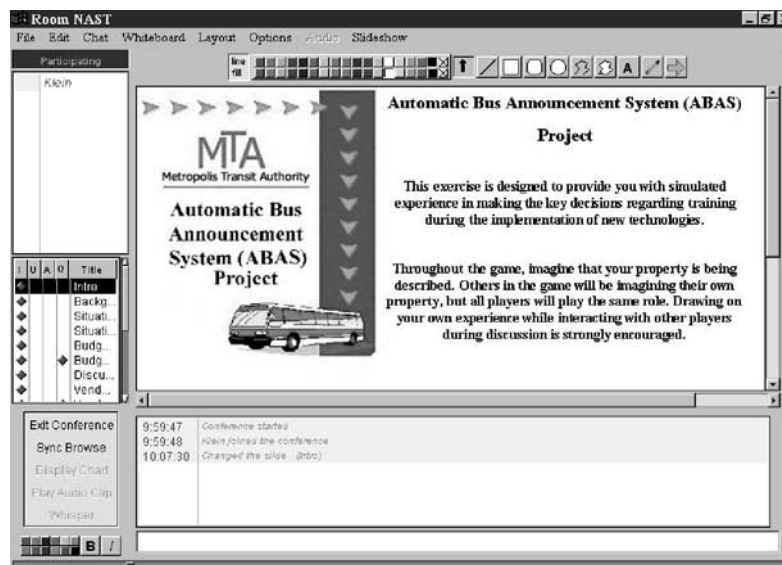 Room NAST
File Edit Chat Whiteboard Layout Options Audio Slideshow
Participating
line
fill
A
Klein
MTA
Metropolis Transit Authority
Automatic Bus
Announcement
System (ABAS)
Project
Automatic Bus Announcement System (ABAS)
Project
This exercise is designed to provide you with simulated
experience in making the key decisions regarding training
during the implementation of new technologies.
Throughout the game, imagine that your property is being
described. Others in the game will be imagining their own
property, but all players will play the same role. Drawing on
your own experience while interacting with other players
during discussion is strongly encouraged.
I U A Q Title
Intro
Backg...
Situati...
Situati...
Budg...
Budg...
Discu...
Vend...
Exit Conference
Sync Browse
Display Chart
Play Audio Clip
Whisper
B I
9:59:47 Conference started
9:59:48 Klein joined the conference
10:07:30 Changed the slide (Intro)